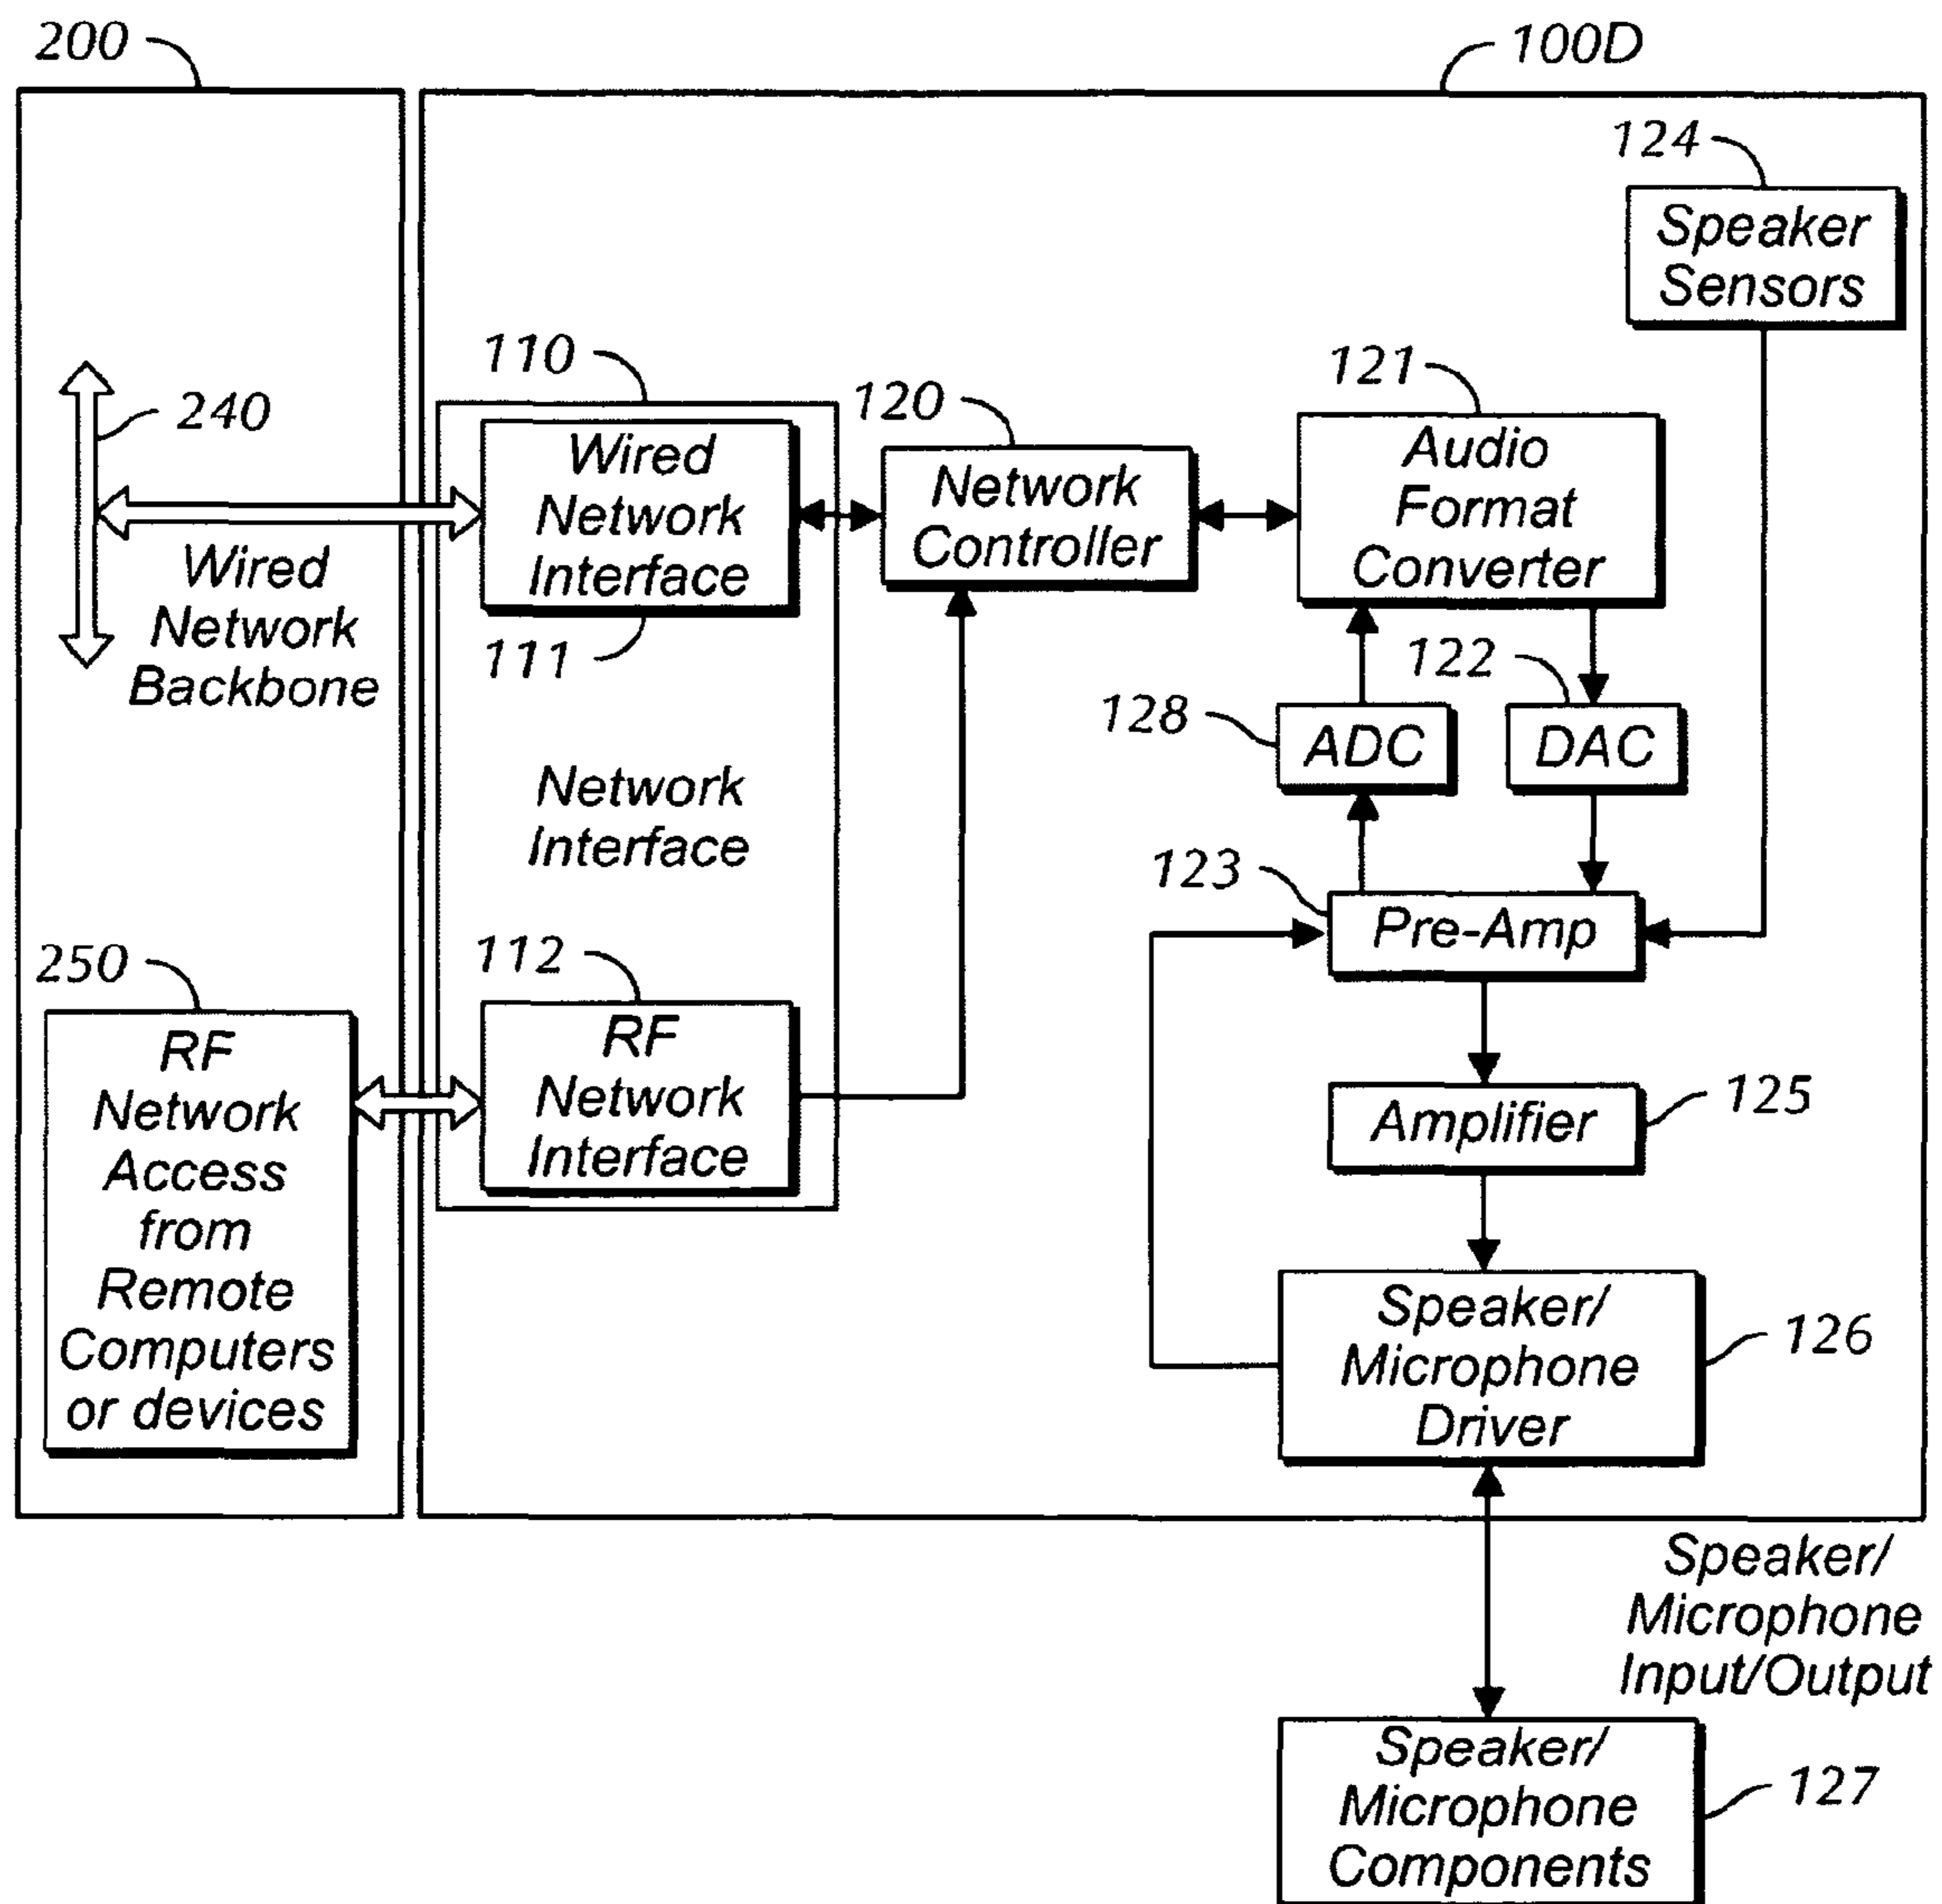 200
100D
124
Speaker
Sensors
110
121
240
120
Wired
Network
Interface
Network
Controller
Audio
Format
Converter
Wired
Network
Backbone
111
122
128
ADC
DAC
Network
Interface
123
Pre-Amp
250
112
RF
Network
Access
from
Remote
Computers
or devices
RF
Network
Interface
Amplifier
125
Speaker/
Microphone
Driver
126
Speaker/
Microphone
Input/Output
Speaker/
Microphone
Components
127